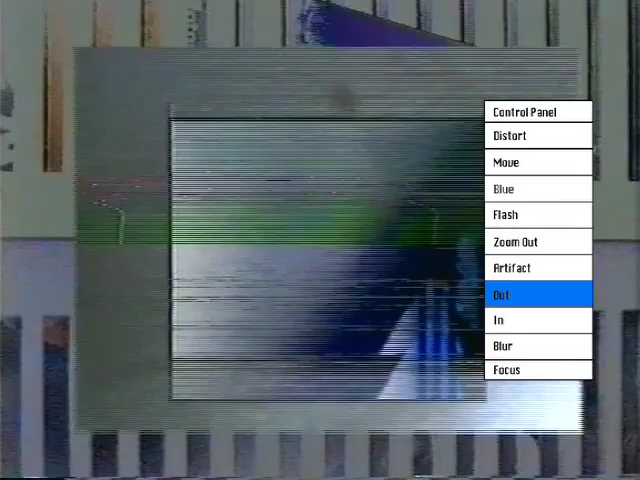 Control Panel
Distort
Move
Blue
Flash
Zoom Out
Artifact
Out
In
Blur
Focus